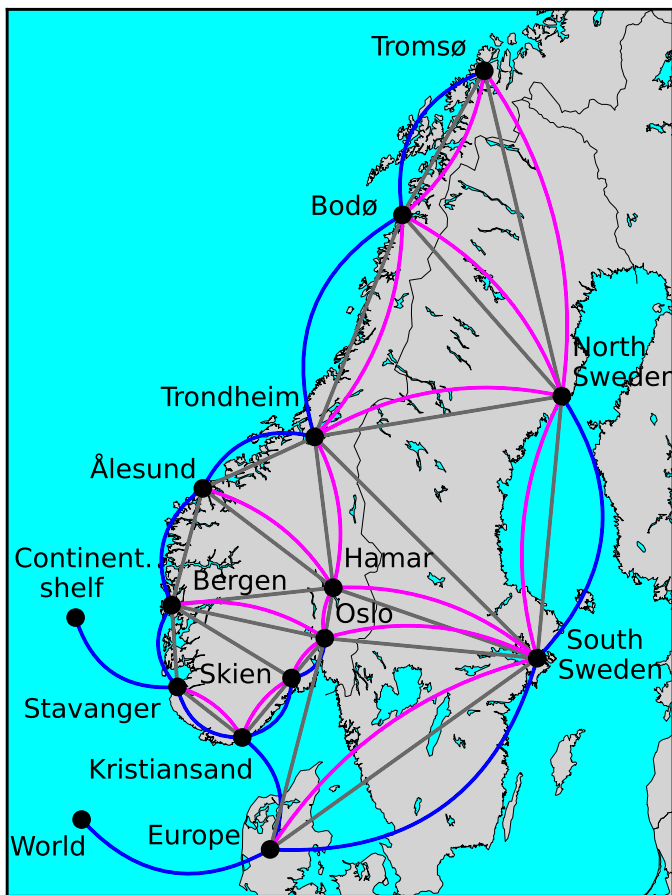 Tromsø
Bodø
North
Sweden
Trondheim
Ålesund
Continent.
shelf
Bergen
Hamar
Oslo
Skien
South
Sweden
Stavanger
Kristiansand
World
Europe